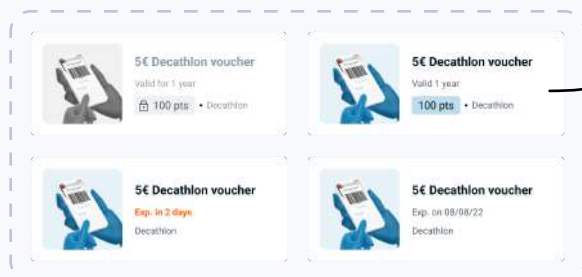 5€ Decathlon voucher
Valid for 1 year
100 pts • Decathlon
5€ Decathlon voucher
Valid 1 year
100 pts • Decathlon
5€ Decathlon voucher
Exp. in 2 days
Decathlon
5€ Decathlon voucher
Exp. on 08/08/22
Decathlon